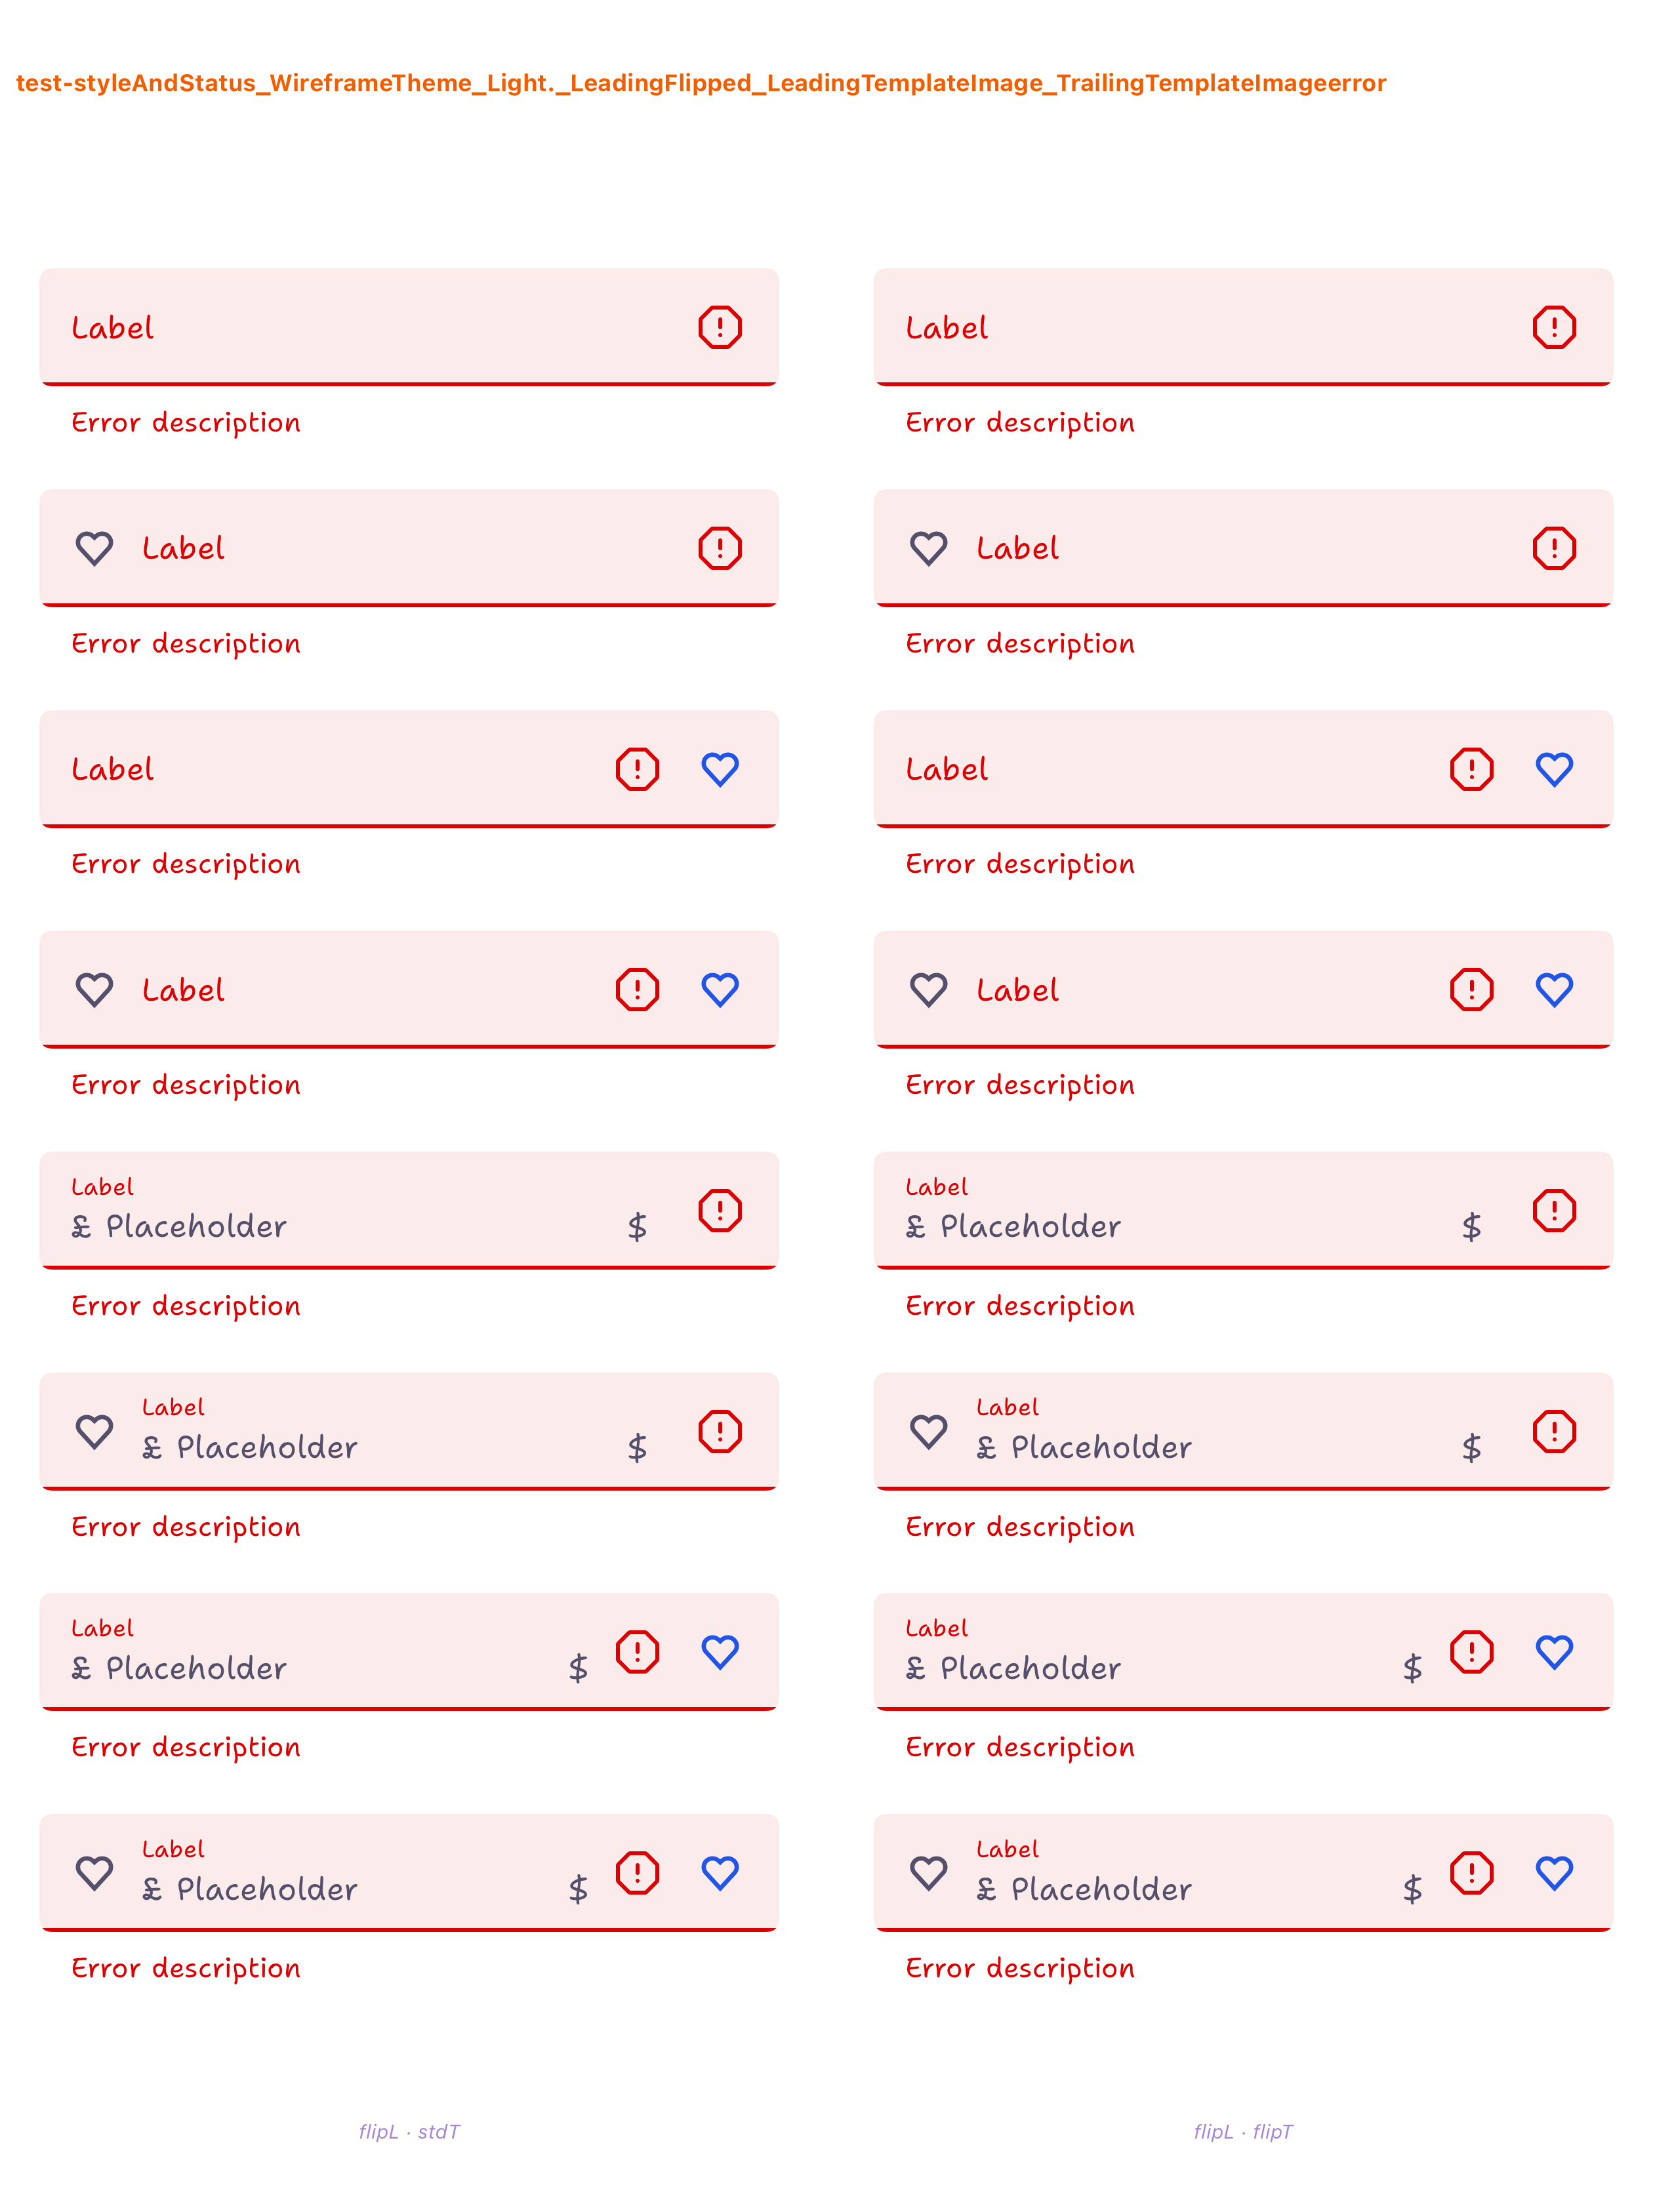 test-styleAndStatus_WireframeTheme_Light._LeadingFlipped_LeadingTemplateImage_TrailingTemplateImageerror
Label
Label
Error description
Error description
Label
Label
Error description
Error description
Label
Label
Error description
Error description
Label
Label
Error description
Error description
Label
Label
£ Placeholder $
£ Placeholder $
Error description
Error description
Label
Label
£ Placeholder $
£ Placeholder $
Error description
Error description
Label
Label
£ Placeholder $
£ Placeholder $
Error description
Error description
Label
Label
£ Placeholder $
£ Placeholder $
Error description
Error description
flipL · stdT
flipL · flipT